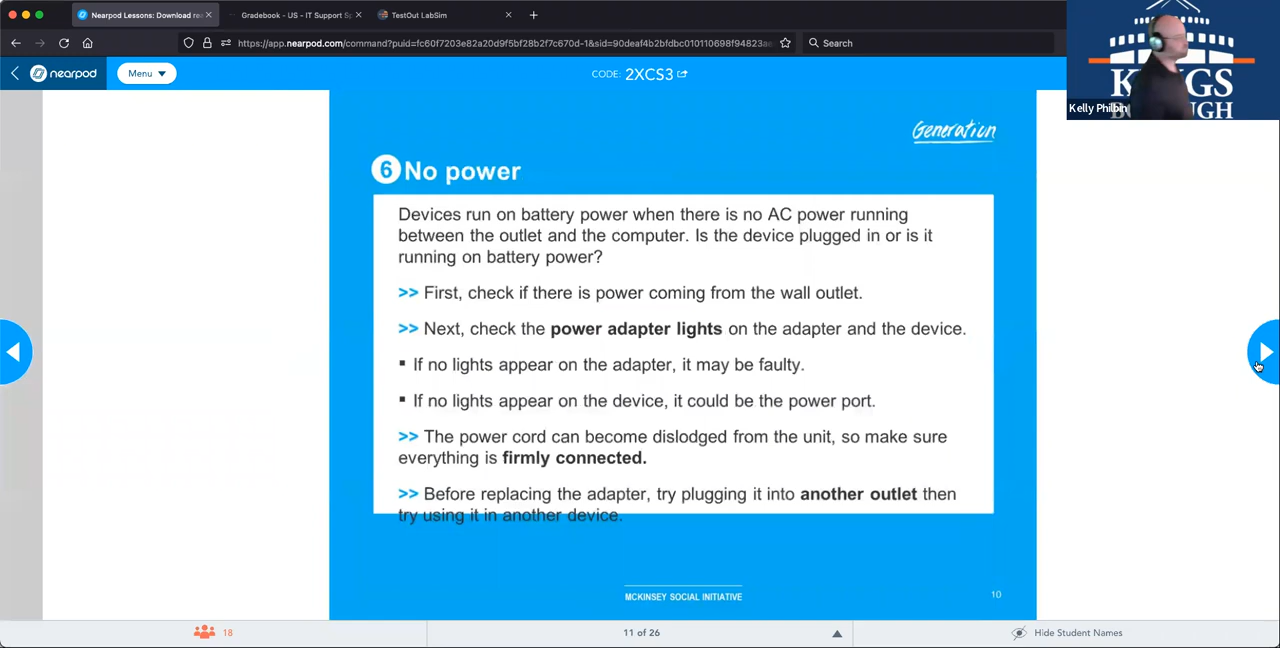 Nearpod Lessons: Download rea
Gradebook - US - IT Support Sp
TestOut LabSim
https://app.nearpod.com/command?puid=fc60f7203e82a20d9f5bf28b2f7c670d-1&sid=90deaf4b2bfdbc010110698f94823a
Search
nearpod
Menu
CODE: 2XCS3
KINGS
Kelly Philbin
Generation
6 No power
Devices run on battery power when there is no AC power running
between the outlet and the computer. Is the device plugged in or is it
running on battery power?
>> First, check if there is power coming from the wall outlet.
>> Next, check the power adapter lights on the adapter and the device.
▪ If no lights appear on the adapter, it may be faulty.
▪ If no lights appear on the device, it could be the power port.
>> The power cord can become dislodged from the unit, so make sure
everything is firmly connected.
>> Before replacing the adapter, try plugging it into another outlet then
try using it in another device.
MCKINSEY SOCIAL INITIATIVE
10
18
11 of 26
Hide Student Names